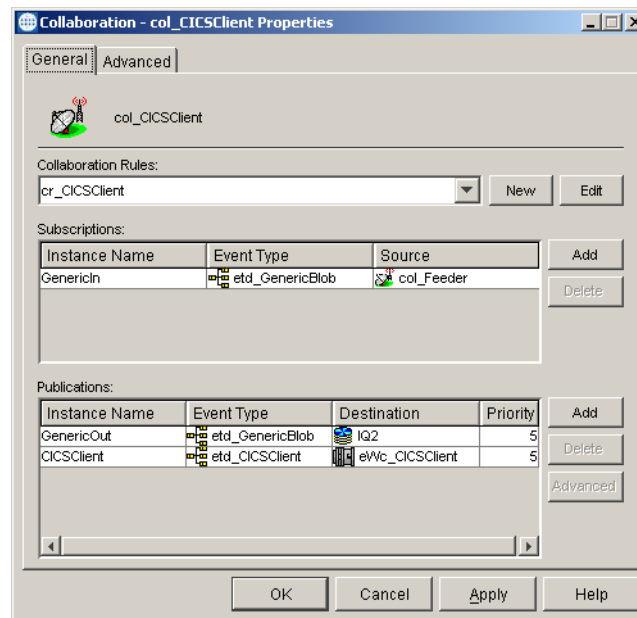 Collaboration - col_CICSClient Properties
General Advanced
col_CICSClient
Collaboration Rules:
cr_CICSClient New Edit
Subscriptions:
Instance Name Event Type Source Add
GenericIn etd_GenericBlob col_Feeder
Delete
Publications:
Instance Name Event Type Destination Priority Add
GenericOut etd_GenericBlob IQ2 5
CICSClient etd_CICSClient eWc_CICSClient 5
Delete
Advanced
OK Cancel Apply Help